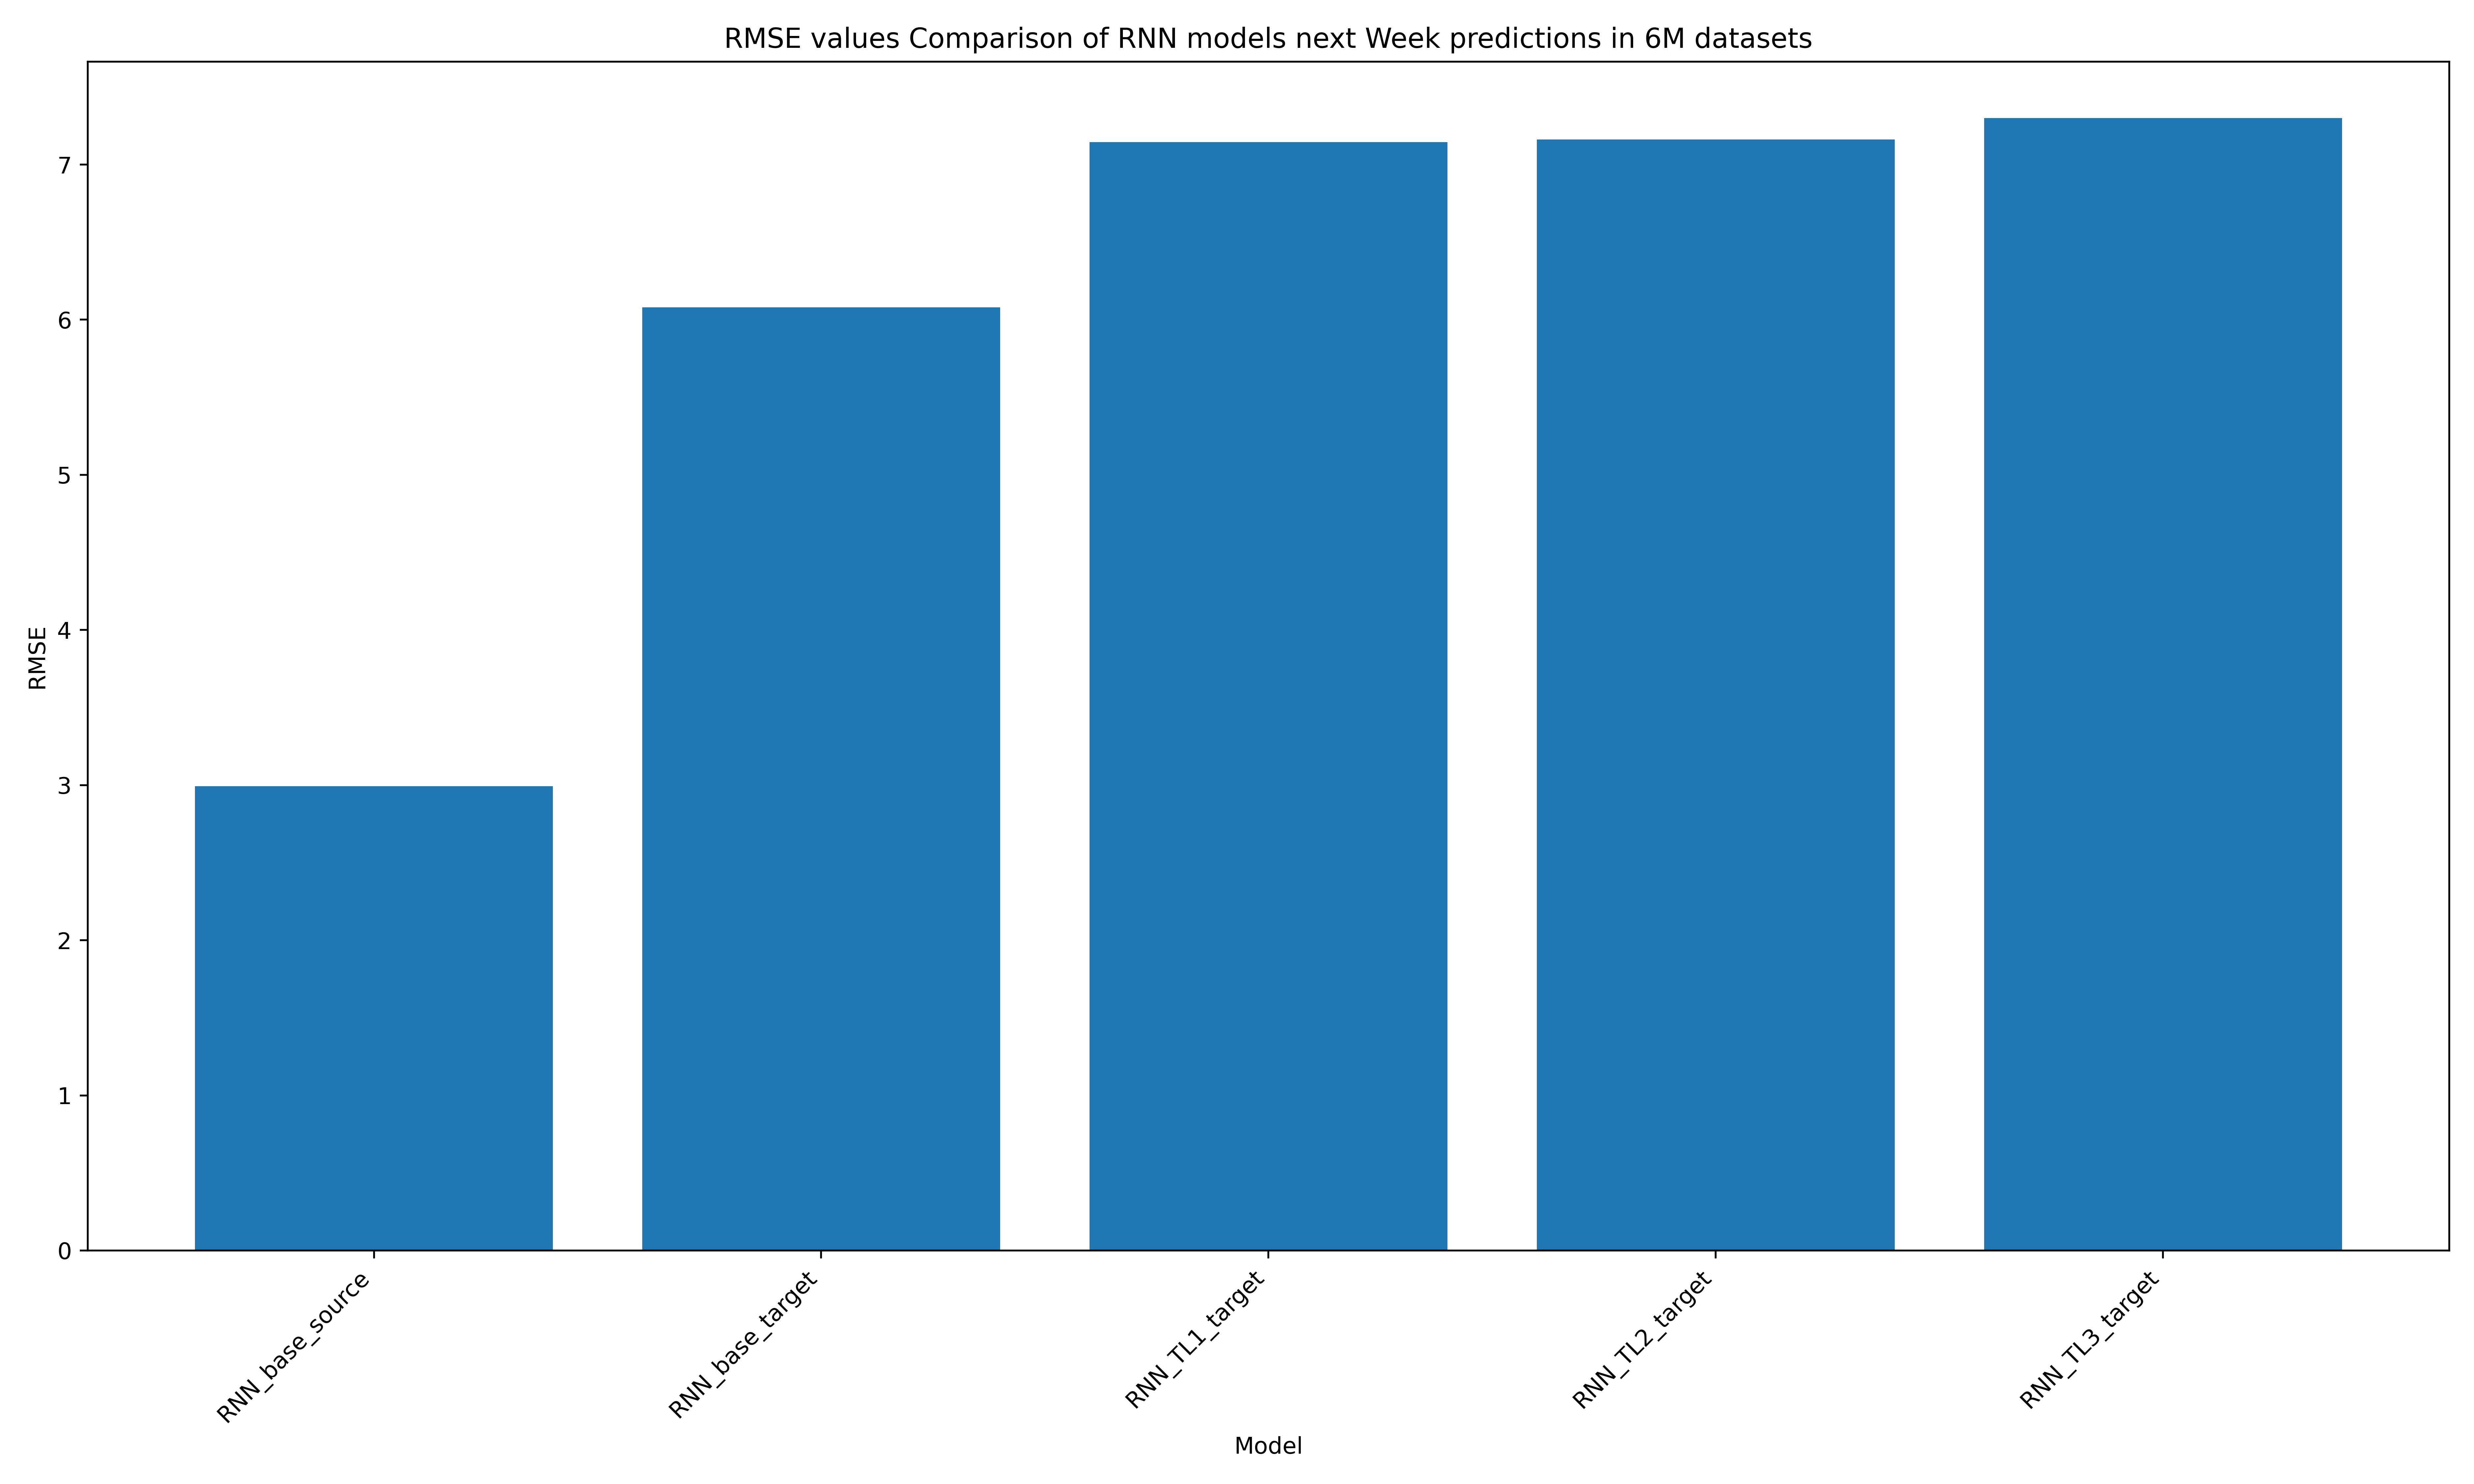 RMSE values Comparison of RNN models next Week predictions in 6M datasets
RMSE
7
6
5
4
3
2
1
0
RNN_base_source
RNN_base_target
RNN_TL1_target
RNN_TL2_target
RNN_TL3_target
Model